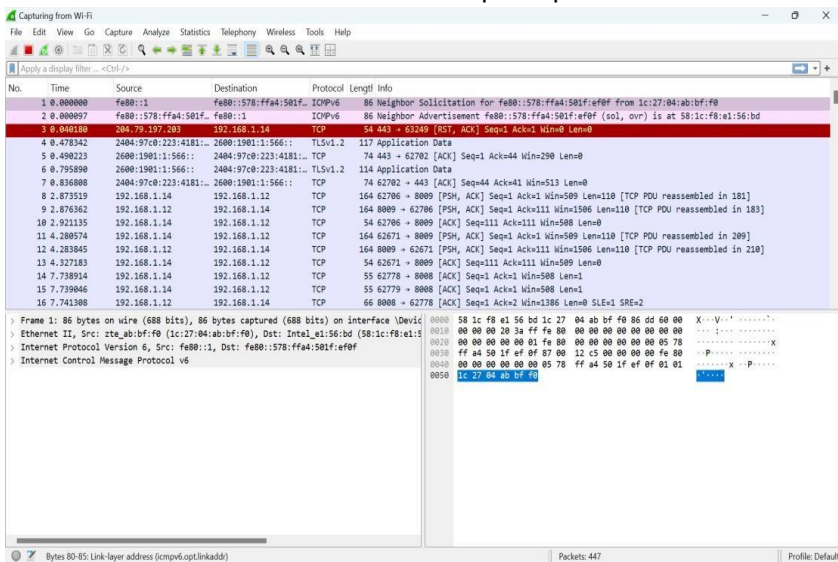 Capturing from Wi-Fi
File Edit View Go Capture Analyze Statistics Telephony Wireless Tools Help
Apply a display filter ... <Ctrl-/>
No. Time Source Destination Protocol Length Info
1 0.000000 fe80::1 fe80::578:ffa4:501f… ICMPv6 86 Neighbor Solicitation for fe80::578:ffa4:501f:ef0f from 1c:27:04:ab:bf:f0
2 0.000097 fe80::578:ffa4:501f… fe80::1 ICMPv6 86 Neighbor Advertisement fe80::578:ffa4:501f:ef0f (sol, ovr) is at 58:1c:f8:e1:56:bd
3 0.040180 204.79.197.203 192.168.1.14 TCP 54 443 → 63249 [RST, ACK] Seq=1 Ack=1 Win=0 Len=0
4 0.478342 2404:97c0:223:4181:… 2600:1901:1:566:: TLSv1.2 117 Application Data
5 0.490223 2600:1901:1:566:: 2404:97c0:223:4181:… TCP 74 443 → 62702 [ACK] Seq=1 Ack=44 Win=290 Len=0
6 0.795890 2600:1901:1:566:: 2404:97c0:223:4181:… TLSv1.2 114 Application Data
7 0.836808 2404:97c0:223:4181:… 2600:1901:1:566:: TCP 74 62702 → 443 [ACK] Seq=44 Ack=41 Win=513 Len=0
8 2.873519 192.168.1.14 192.168.1.12 TCP 164 62706 → 8009 [PSH, ACK] Seq=1 Ack=1 Win=509 Len=110 [TCP PDU reassembled in 181]
9 2.876362 192.168.1.12 192.168.1.14 TCP 164 8009 → 62706 [PSH, ACK] Seq=1 Ack=111 Win=1506 Len=110 [TCP PDU reassembled in 183]
10 2.921135 192.168.1.14 192.168.1.12 TCP 54 62706 → 8009 [ACK] Seq=111 Ack=111 Win=508 Len=0
11 4.280574 192.168.1.14 192.168.1.12 TCP 164 62671 → 8009 [PSH, ACK] Seq=1 Ack=1 Win=509 Len=110 [TCP PDU reassembled in 209]
12 4.283845 192.168.1.12 192.168.1.14 TCP 164 8009 → 62671 [PSH, ACK] Seq=1 Ack=111 Win=1506 Len=110 [TCP PDU reassembled in 210]
13 4.327183 192.168.1.14 192.168.1.12 TCP 54 62671 → 8009 [ACK] Seq=111 Ack=111 Win=509 Len=0
14 7.738914 192.168.1.14 192.168.1.12 TCP 55 62778 → 8008 [ACK] Seq=1 Ack=1 Win=508 Len=1
15 7.739046 192.168.1.14 192.168.1.12 TCP 55 62779 → 8008 [ACK] Seq=1 Ack=1 Win=508 Len=1
16 7.741308 192.168.1.12 192.168.1.14 TCP 66 8008 → 62778 [ACK] Seq=1 Ack=2 Win=1386 Len=0 SLE=1 SRE=2
Frame 1: 86 bytes on wire (688 bits), 86 bytes captured (688 bits) on interface \Devic
Ethernet II, Src: zte_ab:bf:f0 (1c:27:04:ab:bf:f0), Dst: Intel_e1:56:bd (58:1c:f8:e1:5
Internet Protocol Version 6, Src: fe80::1, Dst: fe80::578:ffa4:501f:ef0f
Internet Control Message Protocol v6
0000 58 1c f8 e1 56 bd 1c 27 04 ab bf f0 86 dd 60 00 X···V··' ······`·
0010 00 00 00 20 3a ff fe 80 00 00 00 00 00 00 00 00 ··· :··· ········
0020 00 00 00 00 00 01 fe 80 00 00 00 00 00 00 05 78 ········ ·······x
0030 ff a4 50 1f ef 0f 87 00 12 c5 00 00 00 00 fe 80 ··P····· ········
0040 00 00 00 00 00 00 05 78 ff a4 50 1f ef 0f 01 01 ·······x ··P·····
0050 1c 27 04 ab bf f0 ·'····
Bytes 80-85: Link-layer address (icmpv6.opt.linkaddr)
Packets: 447
Profile: Default